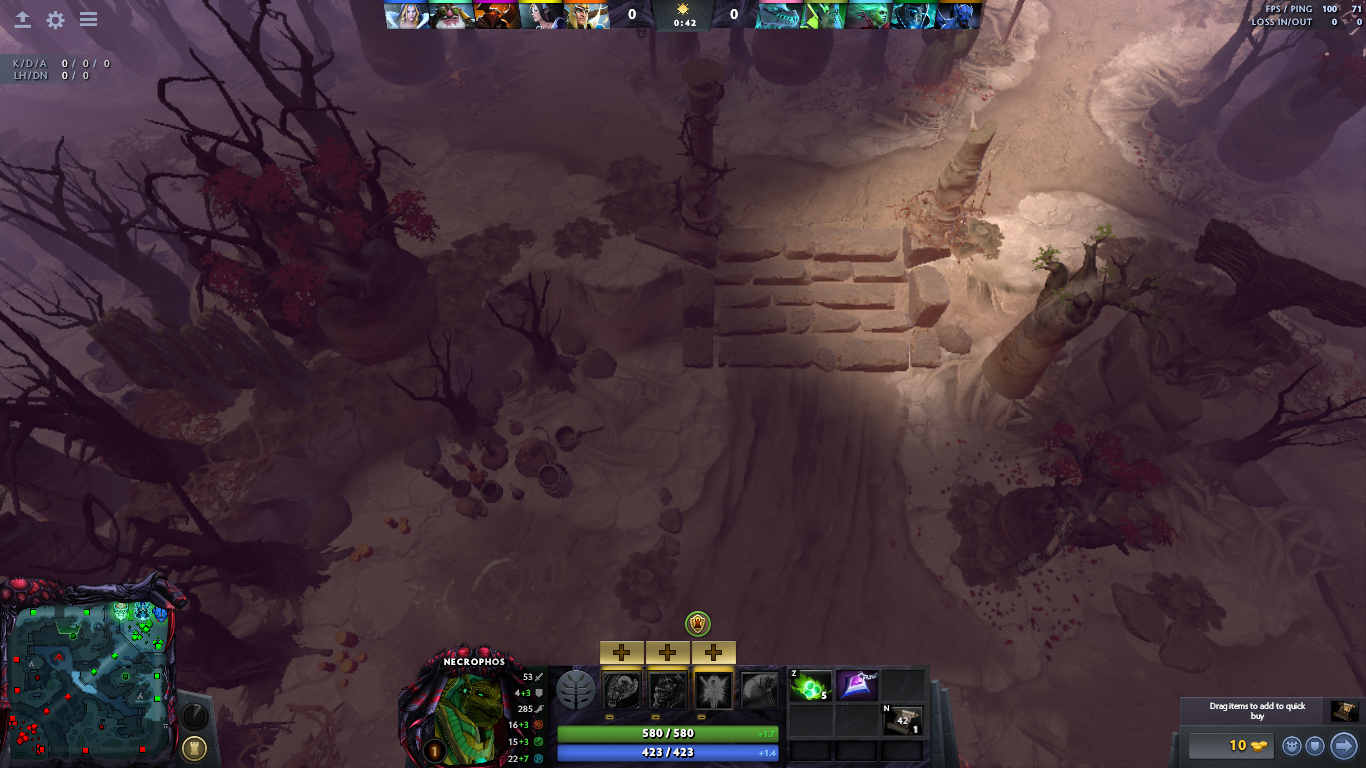 0
0:42
0
FPS / PING 100 71
LOSS IN/OUT 0 0
K/D/A 0 / 0 / 0
LH/DN 0 / 0
NECROPHOS
53
4+3
285
16+3
15+3
22+7
1
580 / 580
+1.7
423 / 423
+1.4
Z
5
N
42
1
Drag items to add to quick
buy
10